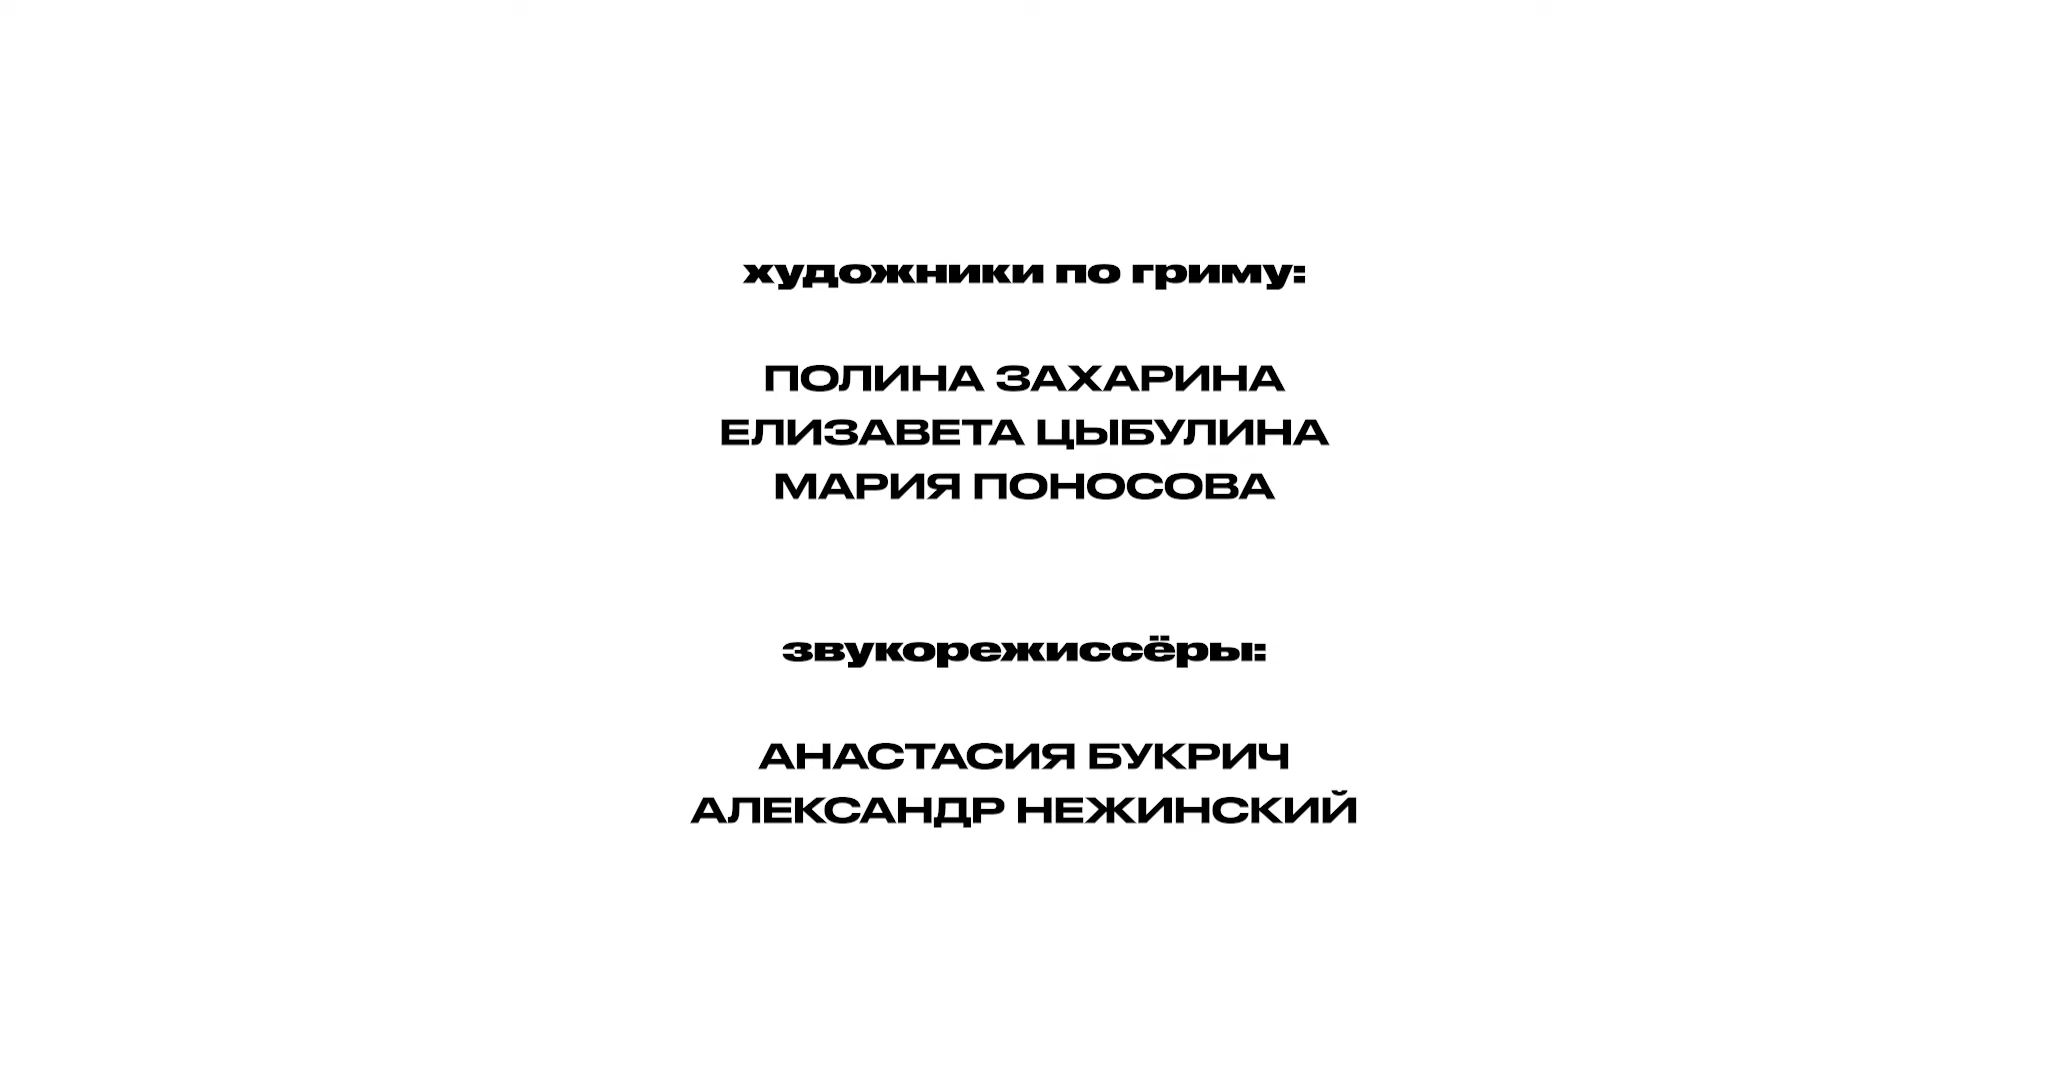 художники по гриму:
ПОЛИНА ЗАХАРИНА
ЕЛИЗАВЕТА ЦЫБУЛИНА
МАРИЯ ПОНОСОВА
звукорежиссёры:
АНАСТАСИЯ БУКРИЧ
АЛЕКСАНДР НЕЖИНСКИЙ